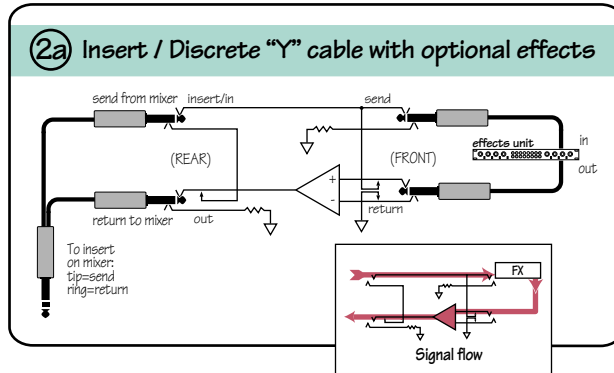 2a Insert / Discrete “Y” cable with optional effects
send from mixer
insert/in
send
effects unit
in
out
(REAR)
(FRONT)
+
-
return to mixer
out
return
To insert
on mixer:
tip=send
ring=return
FX
Signal flow